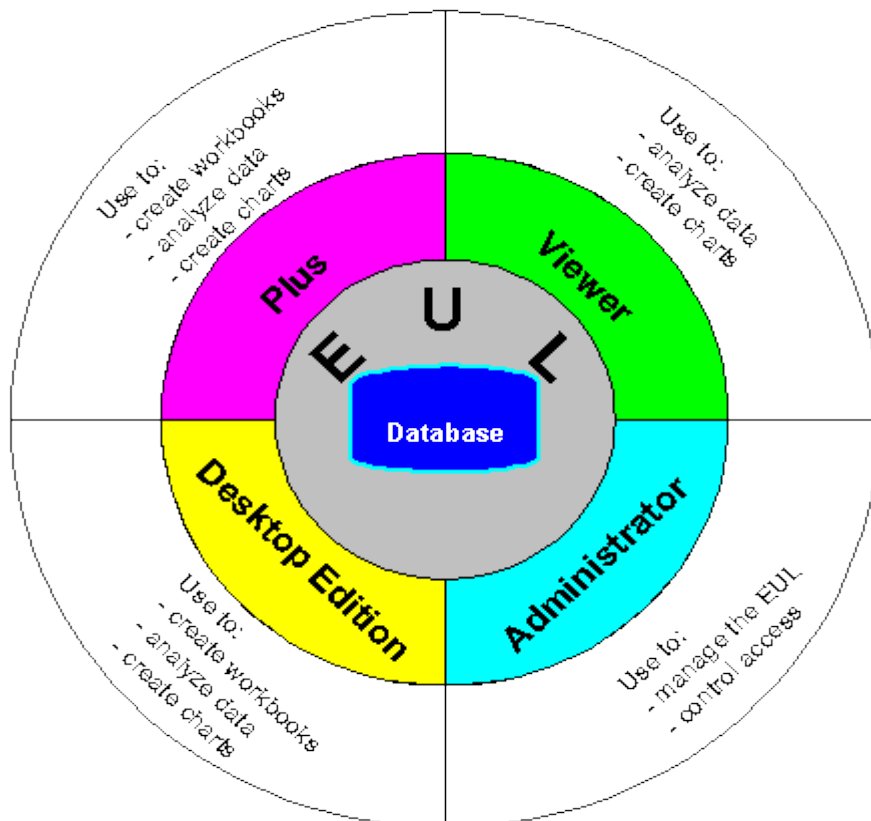 Use to:
- create workbooks
- analyze data
- create charts
Plus
Use to:
- analyze data
- create charts
Viewer
E U L
Database
Desktop Edition
Use to:
- create workbooks
- analyze data
- create charts
Administrator
Use to:
- manage the EUL
- control access